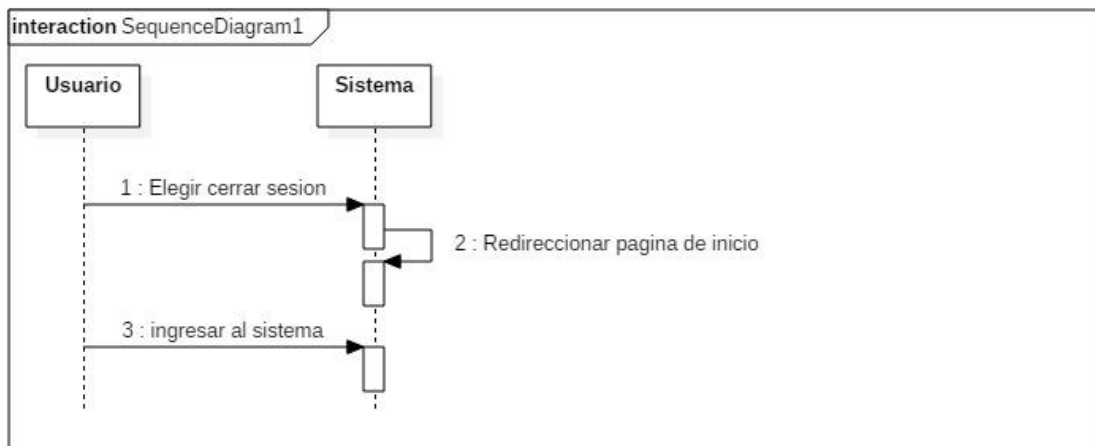 interaction SequenceDiagram1
Usuario
Sistema
1 : Elegir cerrar sesion
2 : Redireccionar pagina de inicio
3 : ingresar al sistema